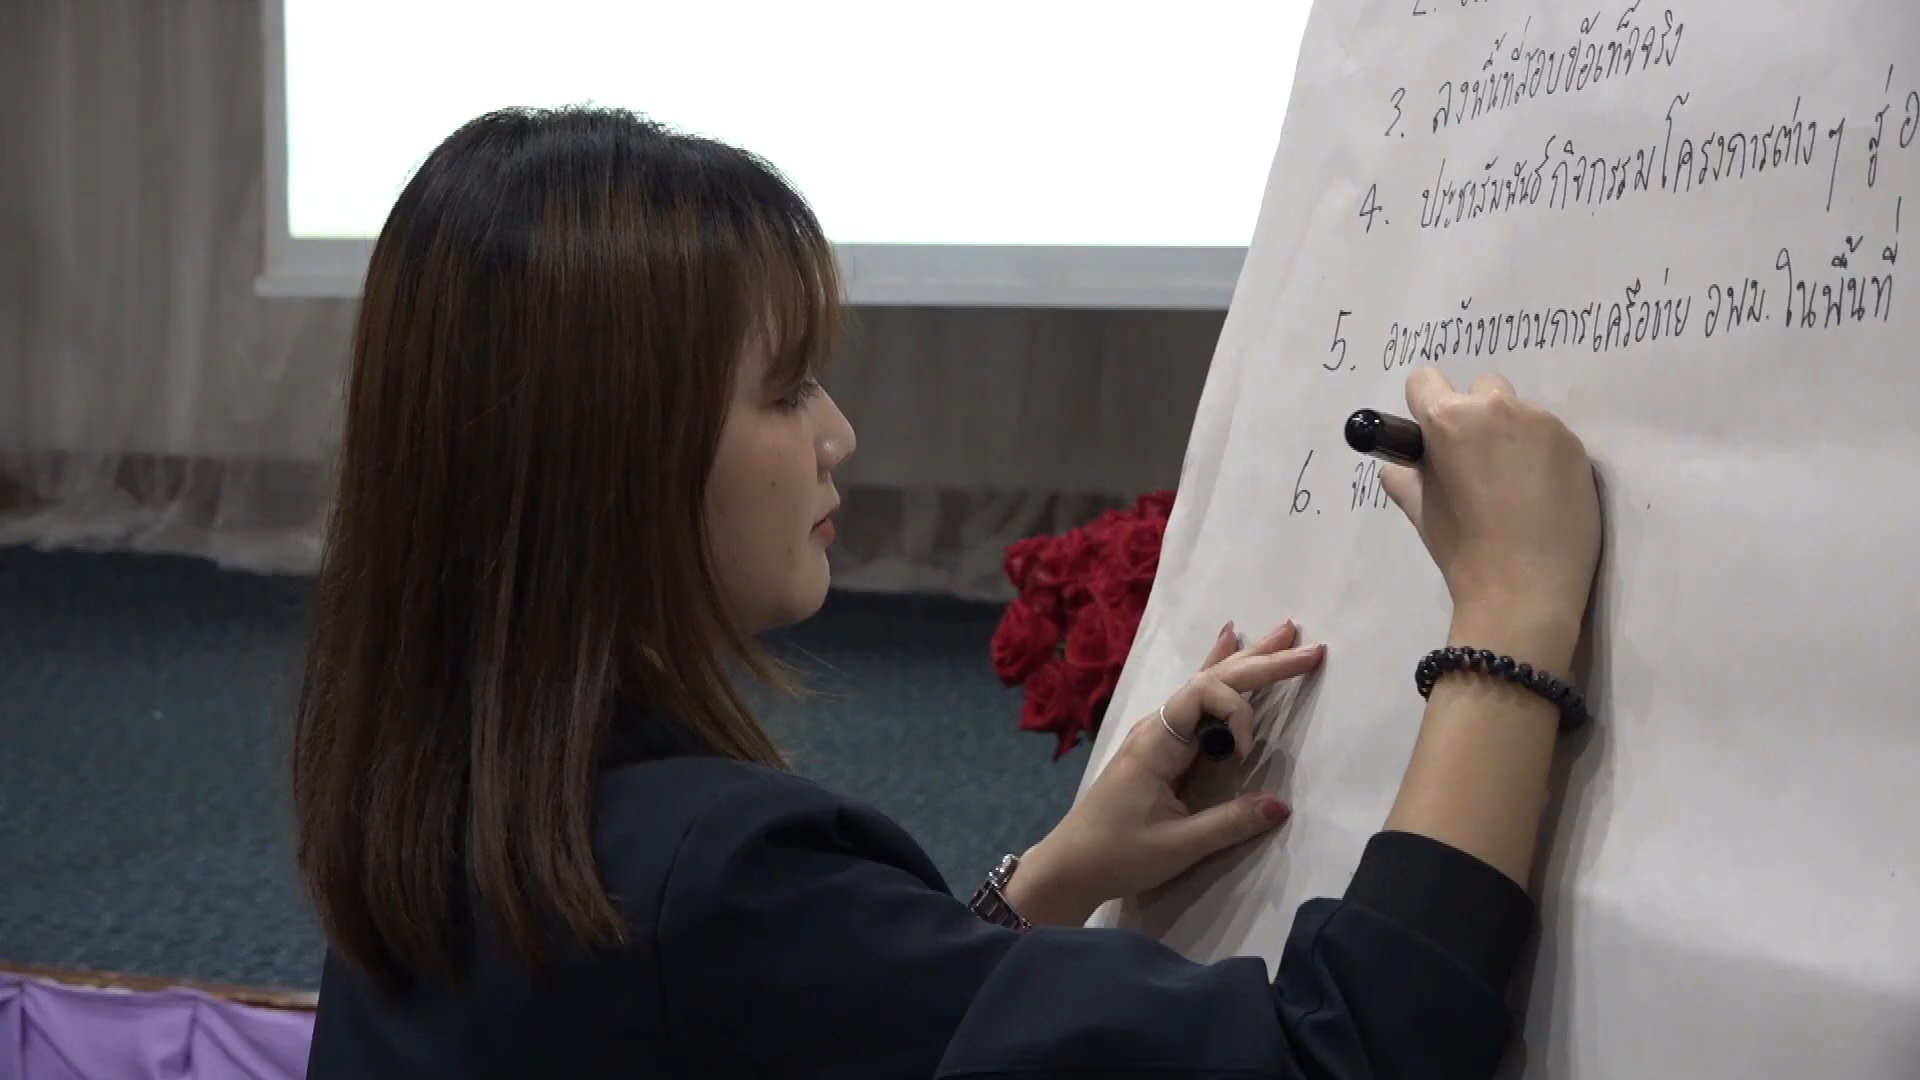 2.
3. ลงพื้นที่สอบข้อเท็จจริง
4. ประชาสัมพันธ์กิจกรรมโครงการต่างๆ สู่
5. อบรมสร้างขบวนการเครือข่าย อพม. ในพื้นที่
6.